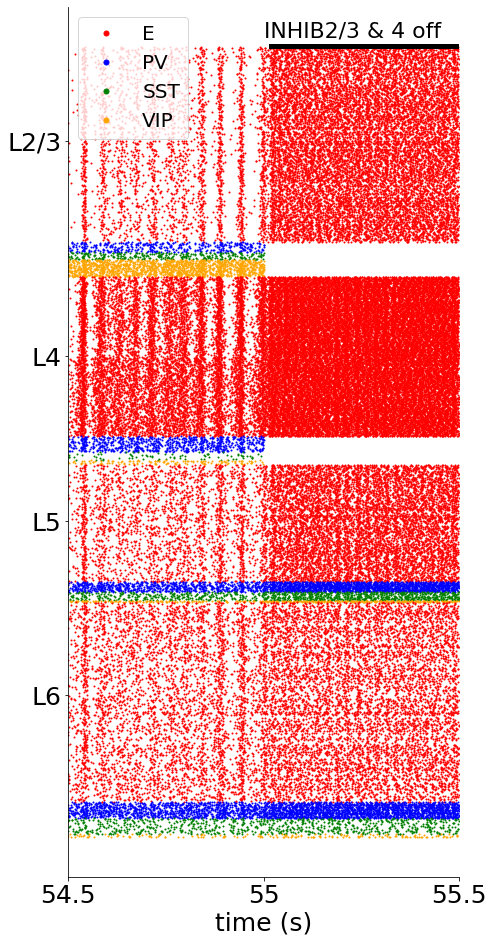 INHIB2/3 & 4 off
E
PV
SST
VIP
L2/3
L4
L5
L6
54.5 55 55.5
time (s)